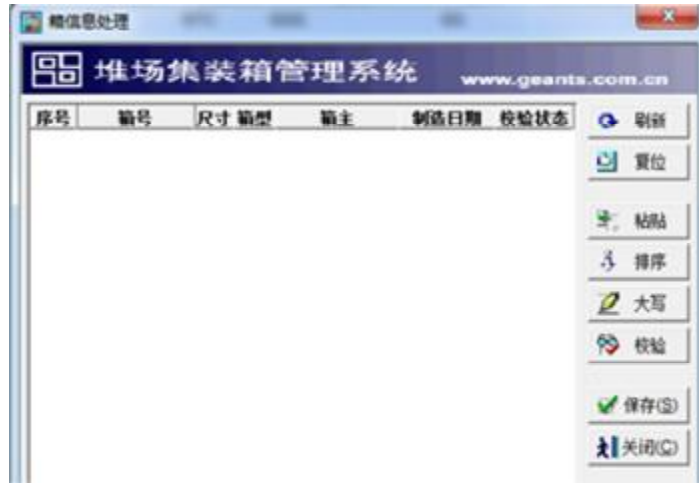 箱信息处理
堆场集装箱管理系统 www.geants.com.cn
序号 箱号 尺寸 箱型 箱主 制造日期 校验状态
刷新
复位
粘贴
排序
大写
校验
保存(S)
关闭(C)